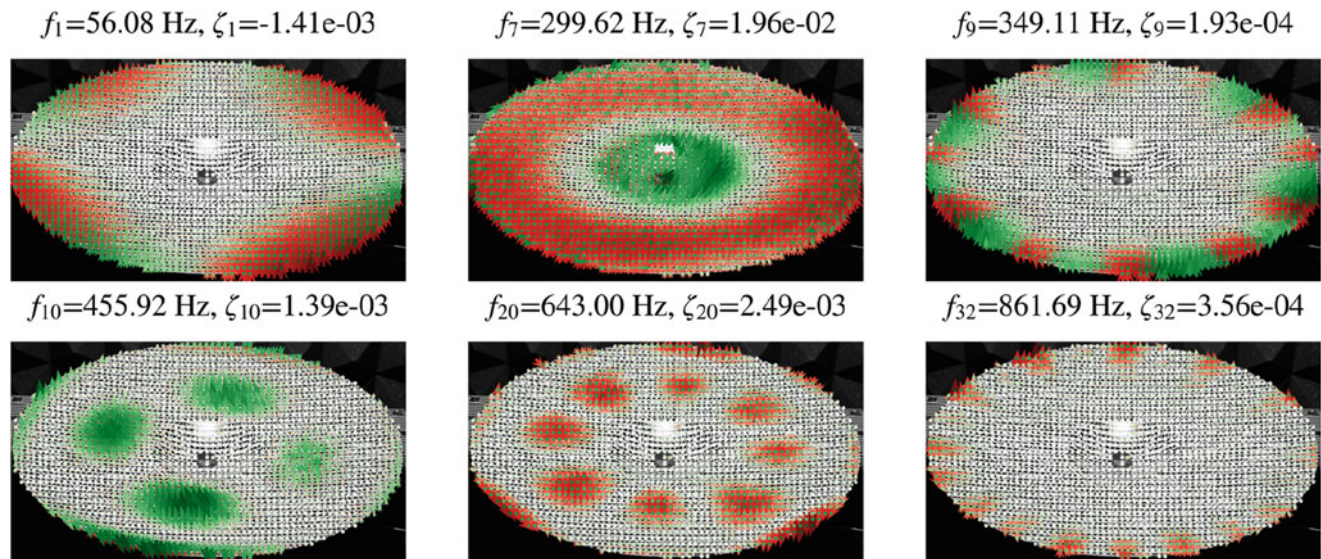 f₁=56.08 Hz, ζ₁=-1.41e-03
f₇=299.62 Hz, ζ₇=1.96e-02
f₉=349.11 Hz, ζ₉=1.93e-04
f₁₀=455.92 Hz, ζ₁₀=1.39e-03
f₂₀=643.00 Hz, ζ₂₀=2.49e-03
f₃₂=861.69 Hz, ζ₃₂=3.56e-04